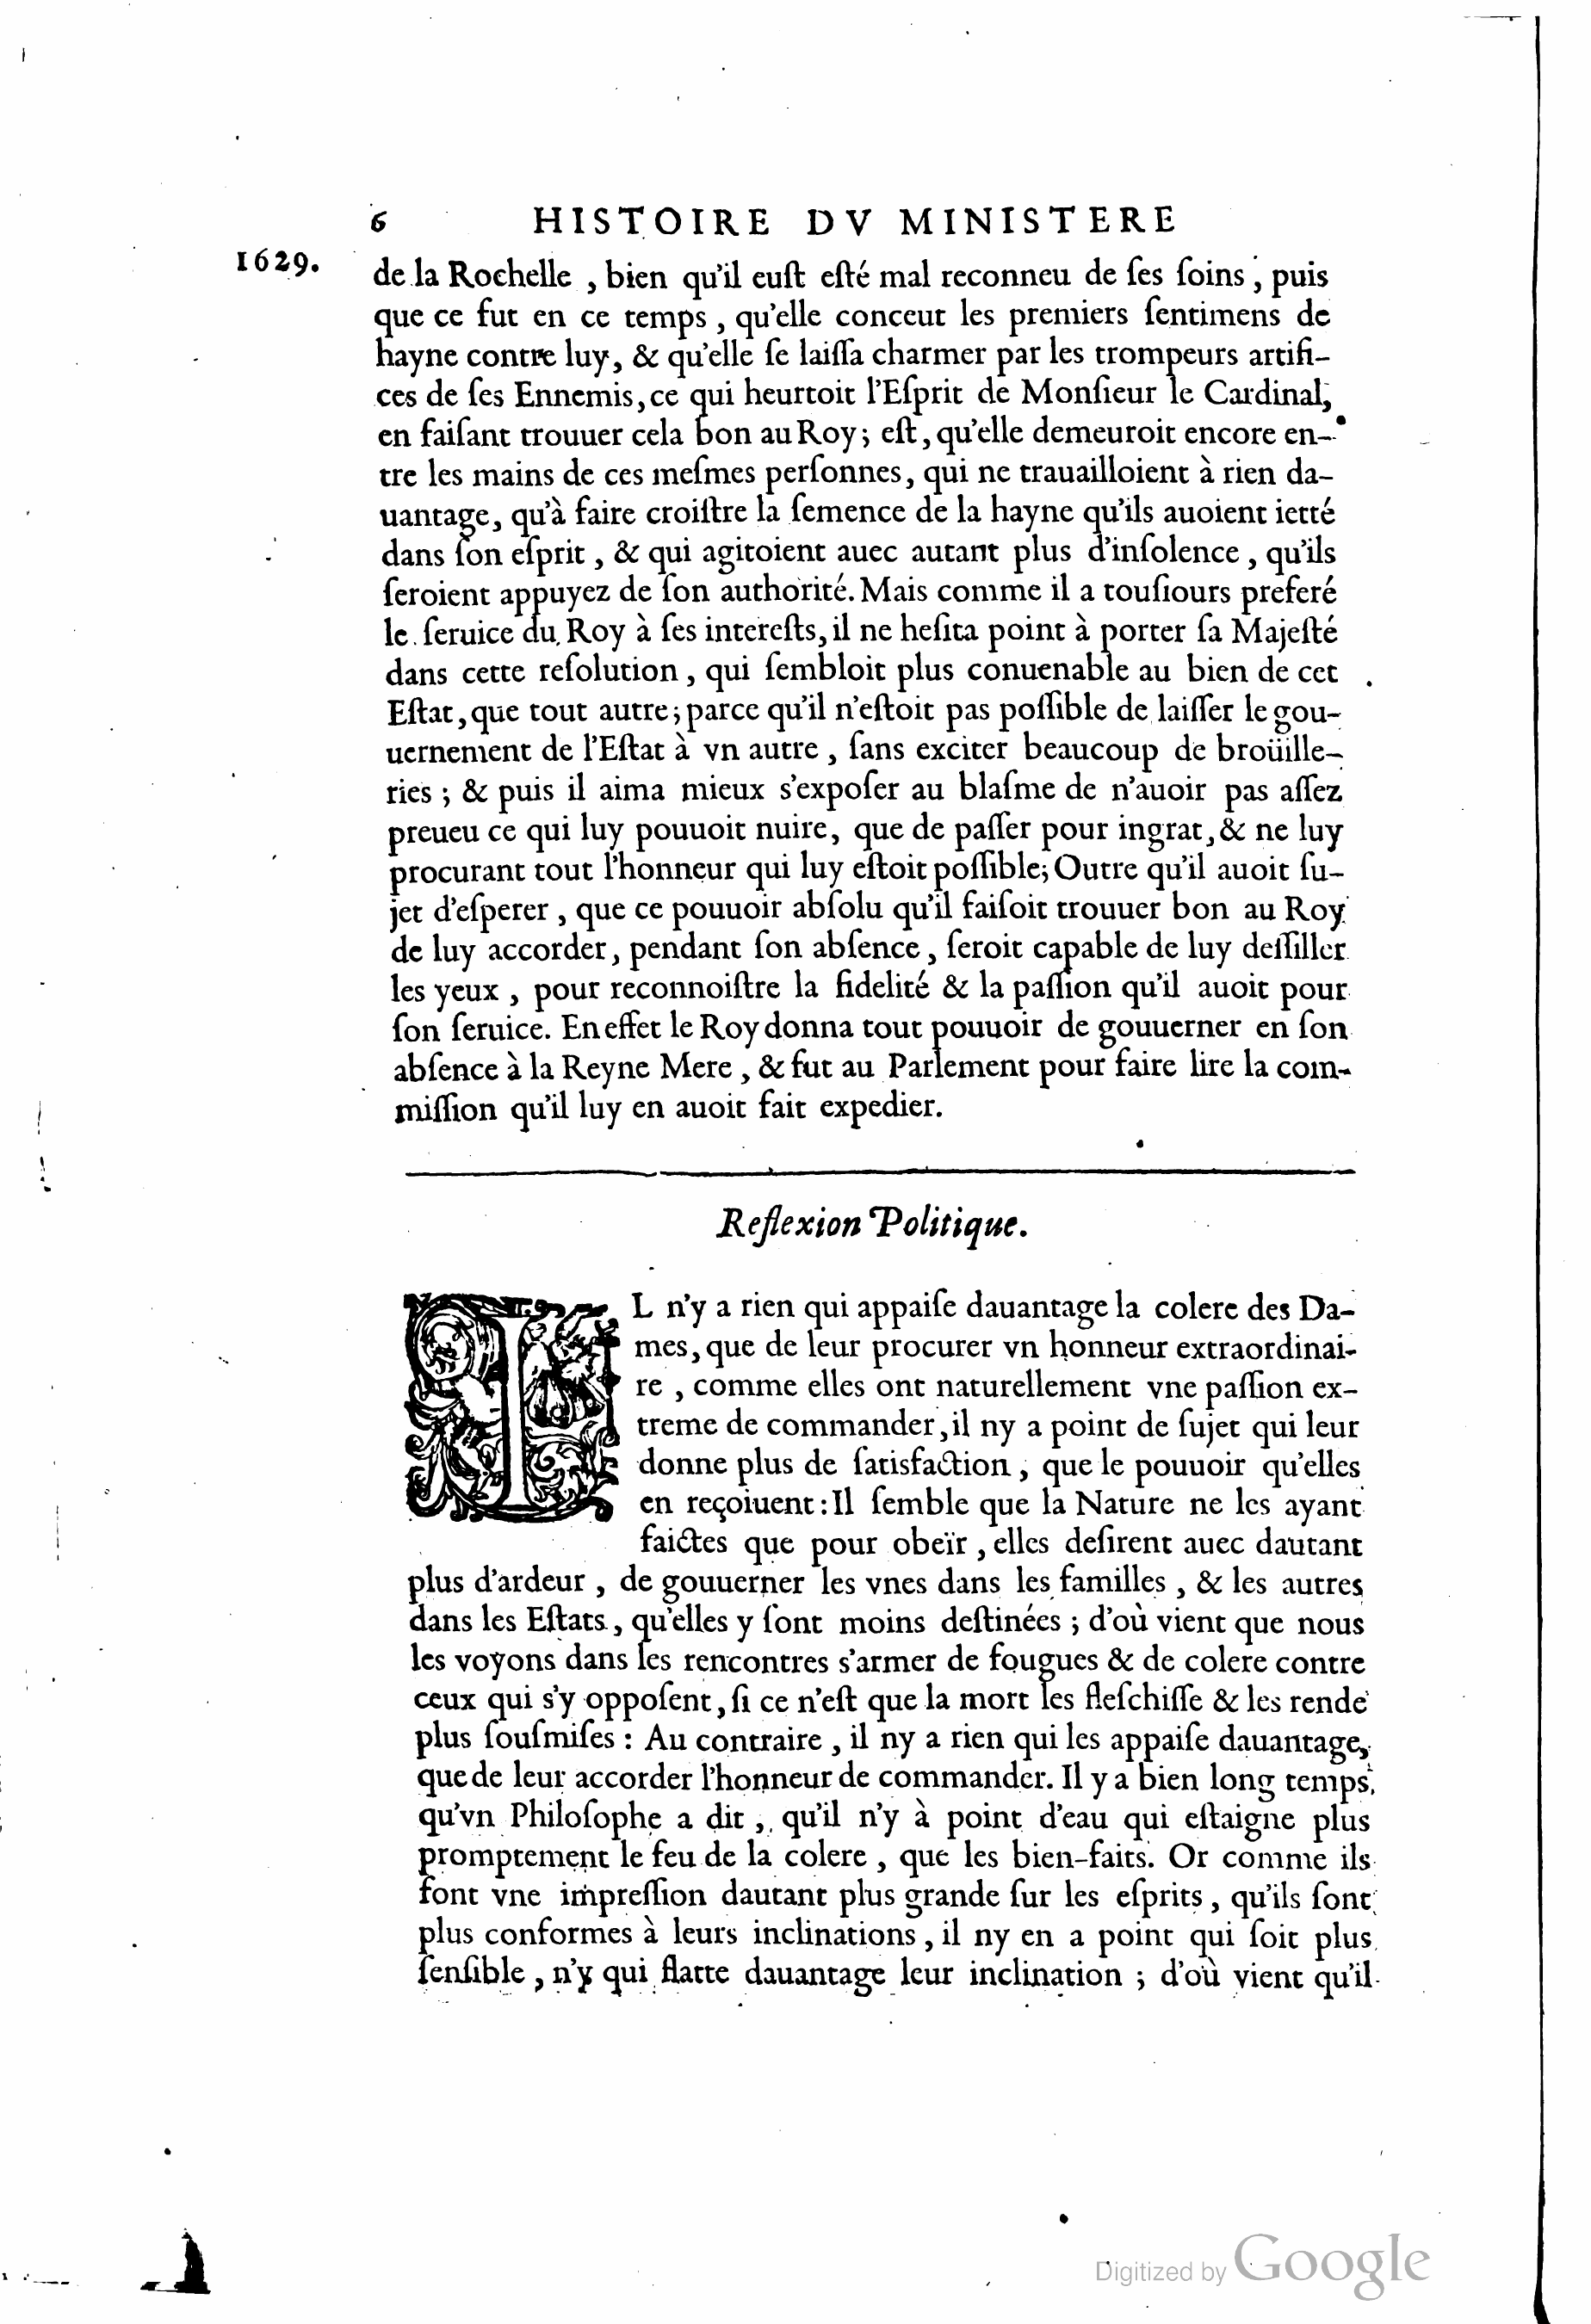 6 HISTOIRE DV MINISTERE
1629.
de la Rochelle , bien qu'il euſt eſté mal reconneu de ſes ſoins ; puis
que ce fut en ce temps , qu'elle conceut les premiers ſentimens de
hayne contre luy, & qu'elle ſe laiſſa charmer par les trompeurs artifi-
ces de ſes Ennemis, ce qui heurtoit l'Eſprit de Monſieur le Cardinal,
en faiſant trouuer cela bon au Roy ; eſt, qu'elle demeuroit encore en-
tre les mains de ces meſmes perſonnes, qui ne trauailloient à rien da-
uantage, qu'à faire croiſtre la ſemence de la hayne qu'ils auoient ietté
dans ſon eſprit , & qui agitoient auec autant plus d'inſolence , qu'ils
ſeroient appuyez de ſon authorité. Mais comme il a touſiours preferé
le ſeruice du Roy à ſes intereſts, il ne heſita point à porter ſa Majeſté
dans cette reſolution , qui ſembloit plus conuenable au bien de cet
Eſtat, que tout autre ; parce qu'il n'eſtoit pas poſſible de laiſſer le gou-
uernement de l'Eſtat à vn autre , ſans exciter beaucoup de broüille-
ries ; & puis il aima mieux s'expoſer au blaſme de n'auoir pas aſſez
preueu ce qui luy pouuoit nuire, que de paſſer pour ingrat, & ne luy
procurant tout l'honneur qui luy eſtoit poſſible; Outre qu'il auoit ſu-
jet d'eſperer , que ce pouuoir abſolu qu'il faiſoit trouuer bon au Roy
de luy accorder, pendant ſon abſence , ſeroit capable de luy deſſiller
les yeux , pour reconnoiſtre la fidelité & la paſſion qu'il auoit pour
ſon ſeruice. En effet le Roy donna tout pouuoir de gouuerner en ſon
abſence à la Reyne Mere , & fut au Parlement pour faire lire la com-
miſſion qu'il luy en auoit fait expedier.
Reflexion Politique.
IL n'y a rien qui appaiſe dauantage la colere des Da-
mes, que de leur procurer vn honneur extraordinai-
re , comme elles ont naturellement vne paſſion ex-
treme de commander, il ny a point de ſujet qui leur
donne plus de ſatisfaction , que le pouuoir qu'elles
en reçoiuent : Il ſemble que la Nature ne les ayant
faictes que pour obeïr , elles deſirent auec dautant
plus d'ardeur , de gouuerner les vnes dans les familles , & les autres
dans les Eſtats , qu'elles y ſont moins deſtinées ; d'où vient que nous
les voyons dans les rencontres s'armer de fougues & de colere contre
ceux qui s'y oppoſent, ſi ce n'eſt que la mort les fleſchiſſe & les rende
plus ſouſmiſes : Au contraire , il ny a rien qui les appaiſe dauantage,
que de leur accorder l'honneur de commander. Il y a bien long temps,
qu'vn Philoſophe a dit , qu'il n'y à point d'eau qui eſtaigne plus
promptement le feu de la colere , que les bien-faits. Or comme ils
font vne impreſſion dautant plus grande ſur les eſprits , qu'ils ſont
plus conformes à leurs inclinations , il ny en a point qui ſoit plus
ſenſible , n'y qui flatte dauantage leur inclination ; d'où vient qu'il
Digitized by Google